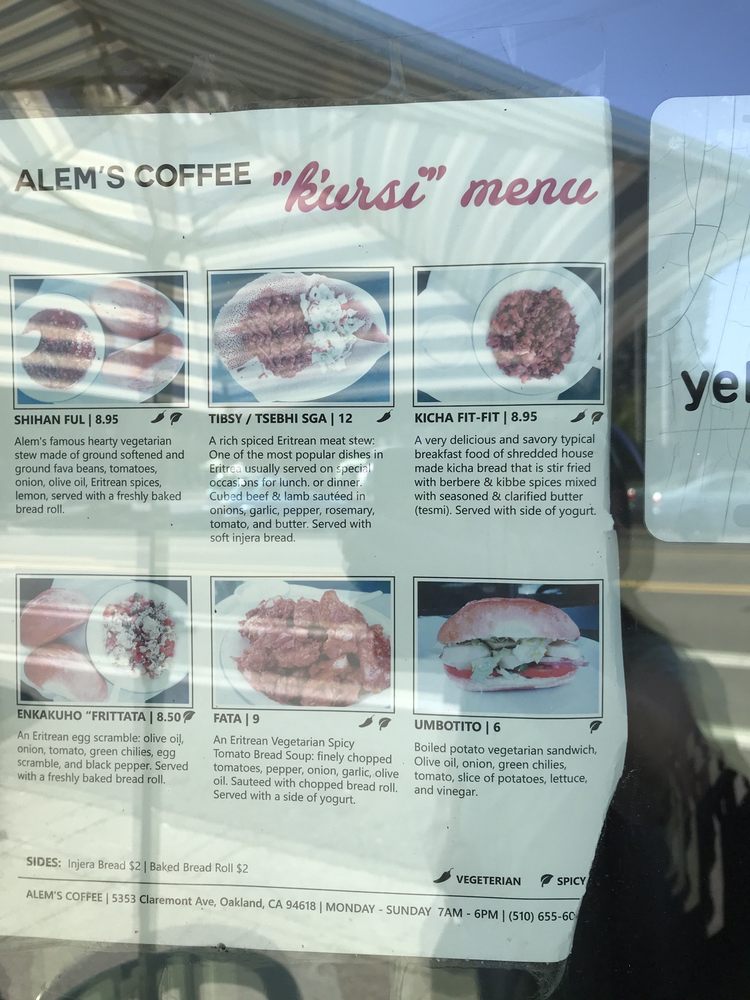 ALEM'S COFFEE "k'ursi" menu
SHIHAN FUL | 8.95
Alem's famous hearty vegetarian
stew made of ground softened and
ground fava beans, tomatoes,
onion, olive oil, Eritrean spices,
lemon, served with a freshly baked
bread roll.
TIBSY / TSEBHI SGA | 12
A rich spiced Eritrean meat stew:
One of the most popular dishes in
Eritrea usually served on special
occasions for lunch. or dinner.
Cubed beef & lamb sautéed in
onions, garlic, pepper, rosemary,
tomato, and butter. Served with
soft injera bread.
KICHA FIT-FIT | 8.95
A very delicious and savory typical
breakfast food of shredded house
made kicha bread that is stir fried
with berbere & kibbe spices mixed
with seasoned & clarified butter
(tesmi). Served with side of yogurt.
ENKAKUHO "FRITTATA | 8.50
An Eritrean egg scramble: olive oil,
onion, tomato, green chilies, egg
scramble, and black pepper. Served
with a freshly baked bread roll.
FATA | 9
An Eritrean Vegetarian Spicy
Tomato Bread Soup: finely chopped
tomatoes, pepper, onion, garlic, olive
oil. Sauteed with chopped bread roll.
Served with a side of yogurt.
UMBOTITO | 6
Boiled potato vegetarian sandwich,
Olive oil, onion, green chilies,
tomato, slice of potatoes, lettuce,
and vinegar.
SIDES: Injera Bread $2 | Baked Bread Roll $2
VEGETERIAN SPICY
ALEM'S COFFEE | 5353 Claremont Ave, Oakland, CA 94618 | MONDAY - SUNDAY 7AM - 6PM | (510) 655-60
yel